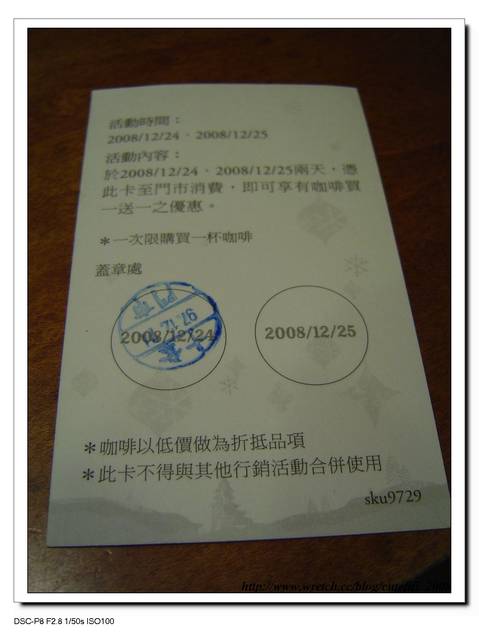 活動時間：
2008/12/24、2008/12/25
活動內容：
於2008/12/24、2008/12/25兩天，憑
此卡至門市消費，即可享有咖啡買
一送一之優惠。
＊一次限購買一杯咖啡
蓋章處
門市
97.12.
2008/12/24
2008/12/25
＊咖啡以低價做為折抵品項
＊此卡不得與其他行銷活動合併使用
sku9729
DSC-P8 F2.8 1/50s ISO100